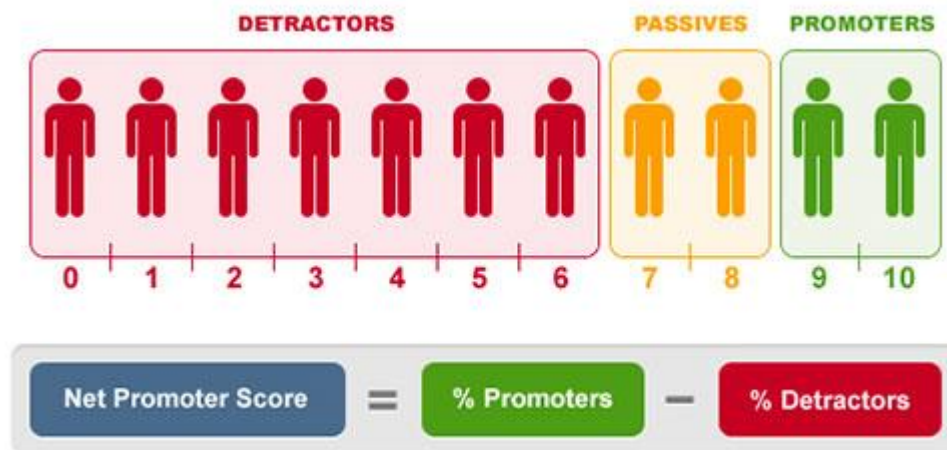 DETRACTORS PASSIVES PROMOTERS
0 1 2 3 4 5 6 7 8 9 10
Net Promoter Score = % Promoters − % Detractors